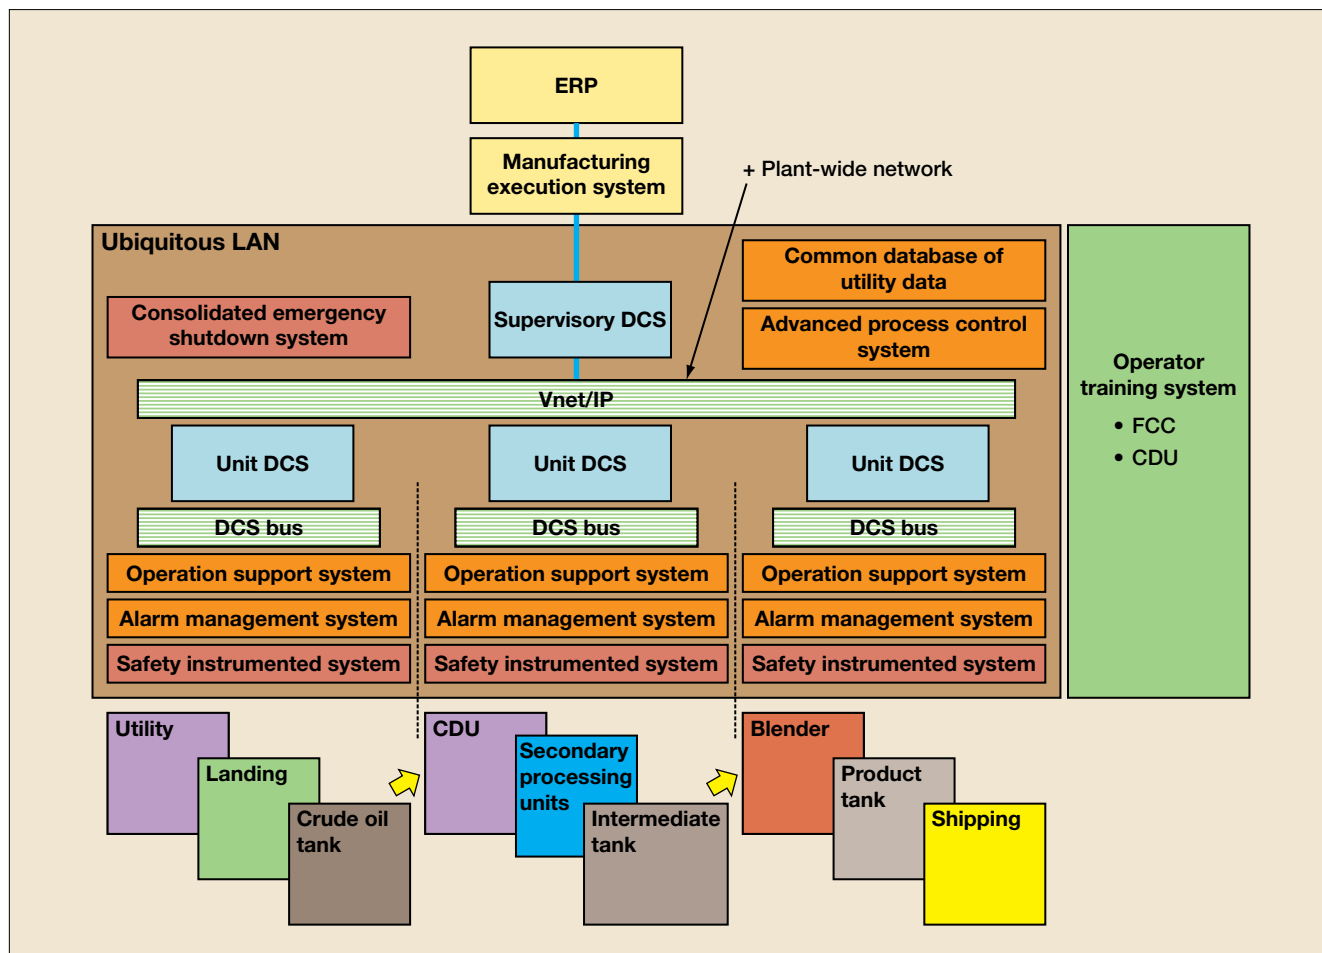 ERP
Manufacturing
execution system
+ Plant-wide network
Ubiquitous LAN
Common database of
utility data
Consolidated emergency
shutdown system
Supervisory DCS
Advanced process control
system
Operator
training system
• FCC
• CDU
Vnet/IP
Unit DCS
Unit DCS
Unit DCS
DCS bus
DCS bus
DCS bus
Operation support system
Operation support system
Operation support system
Alarm management system
Alarm management system
Alarm management system
Safety instrumented system
Safety instrumented system
Safety instrumented system
Utility
Landing
Crude oil
tank
CDU
Secondary
processing
units
Intermediate
tank
Blender
Product
tank
Shipping